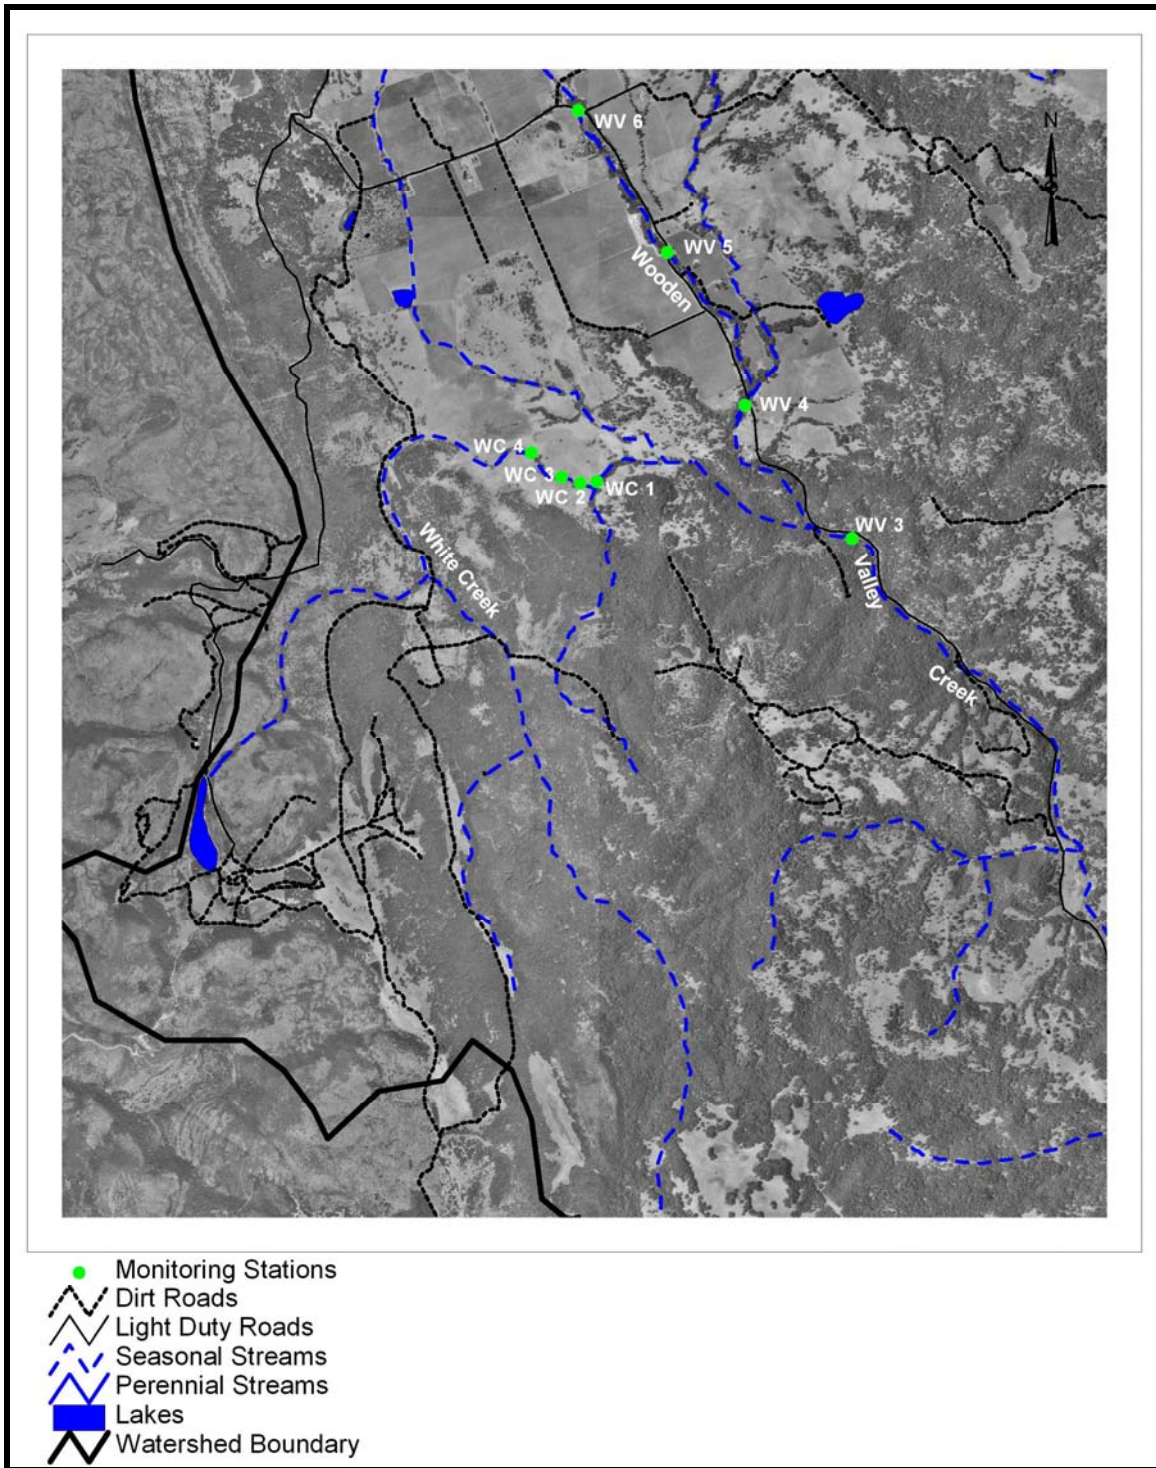 N
WV 6
WV 5
Wooden
WV 4
WC 4
WC 3
WC 2
WC 1
WV 3
White Creek
Valley
Creek
Monitoring Stations
Dirt Roads
Light Duty Roads
Seasonal Streams
Perennial Streams
Lakes
Watershed Boundary